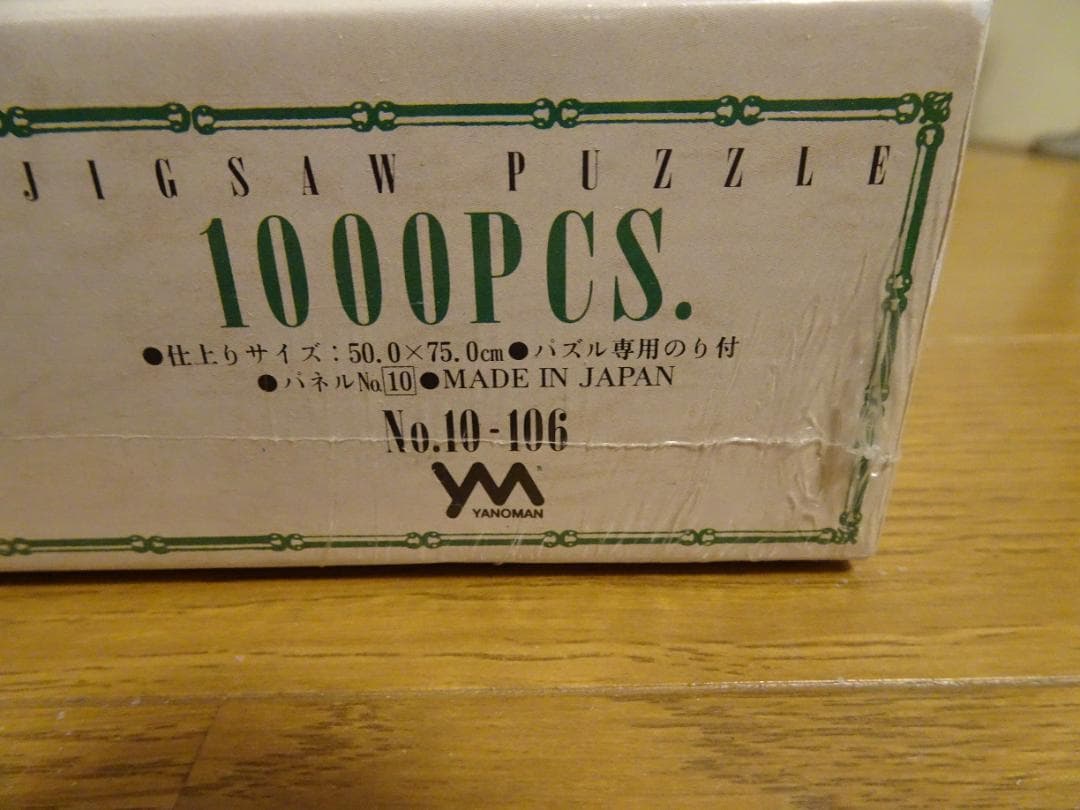 JIGSAW PUZZLE
1000PCS.
●仕上りサイズ:50.0×75.0cm●パズル専用のり付
●パネルNo.10●MADE IN JAPAN
No.10-106
YM
YANOMAN